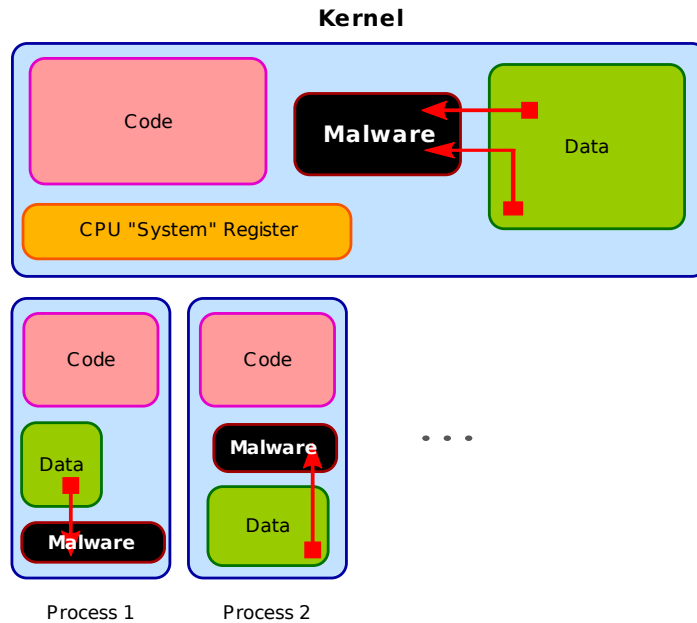 Kernel
Code
Malware
Data
CPU "System" Register
Code
Code
Malware
Data
Data
Malware
. . .
Process 1
Process 2